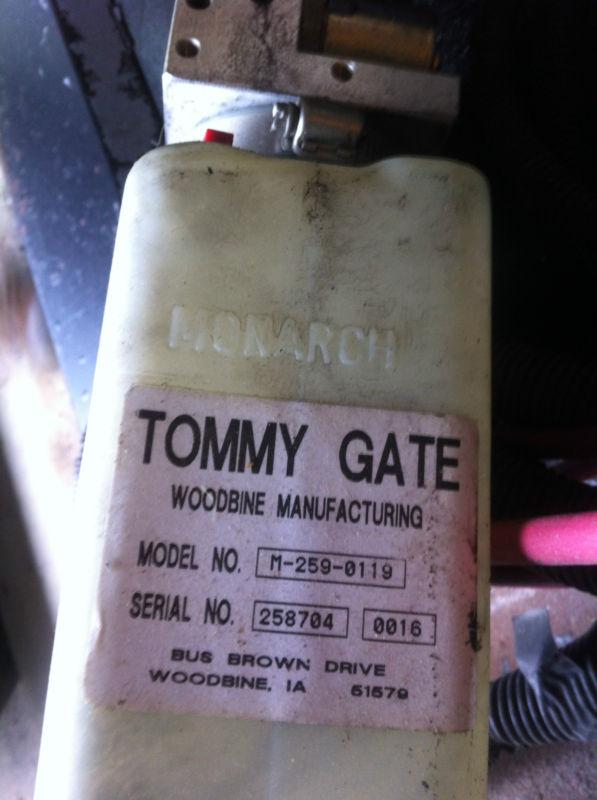 MONARCH
TOMMY GATE
WOODBINE MANUFACTURING
MODEL NO. M-259-0119
SERIAL NO. 258704 0016
BUS BROWN DRIVE
WOODBINE, IA 51579